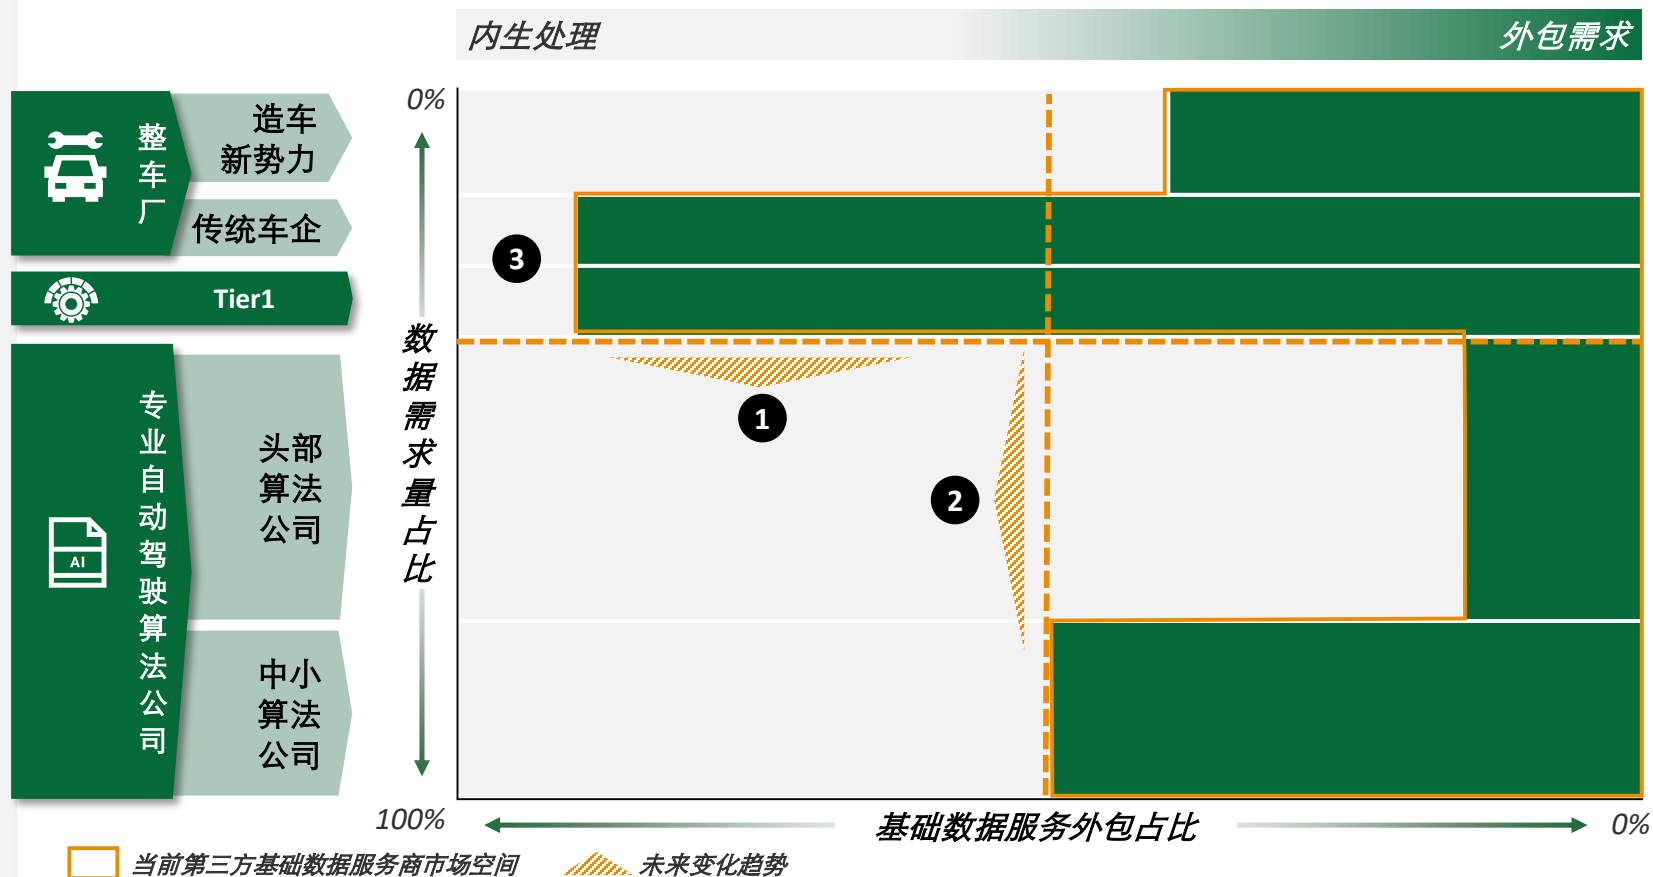 内生处理
外包需求
0%
整车厂
造车
新势力
传统车企
Tier1
3
数据需求量占比
1
2
专业自动驾驶算法公司
头部
算法
公司
AI
中小
算法
公司
100%
基础数据服务外包占比
0%
当前第三方基础数据服务商市场空间
未来变化趋势